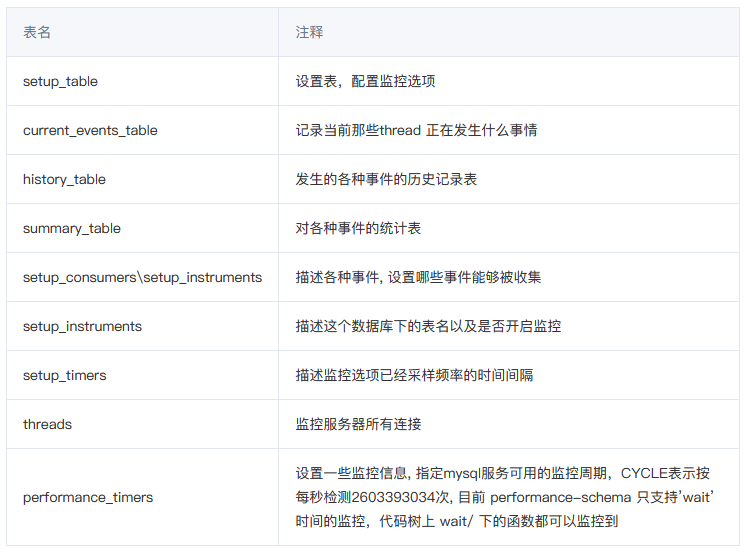 表名 注释
setup_table 设置表，配置监控选项
current_events_table 记录当前那些thread 正在发生什么事情
history_table 发生的各种事件的历史记录表
summary_table 对各种事件的统计表
setup_consumers\setup_instruments 描述各种事件, 设置哪些事件能够被收集
setup_instruments 描述这个数据库下的表名以及是否开启监控
setup_timers 描述监控选项已经采样频率的时间间隔
threads 监控服务器所有连接
performance_timers 设置一些监控信息, 指定mysql服务可用的监控周期，CYCLE表示按
每秒检测2603393034次, 目前 performance-schema 只支持’wait’
时间的监控，代码树上 wait/ 下的函数都可以监控到